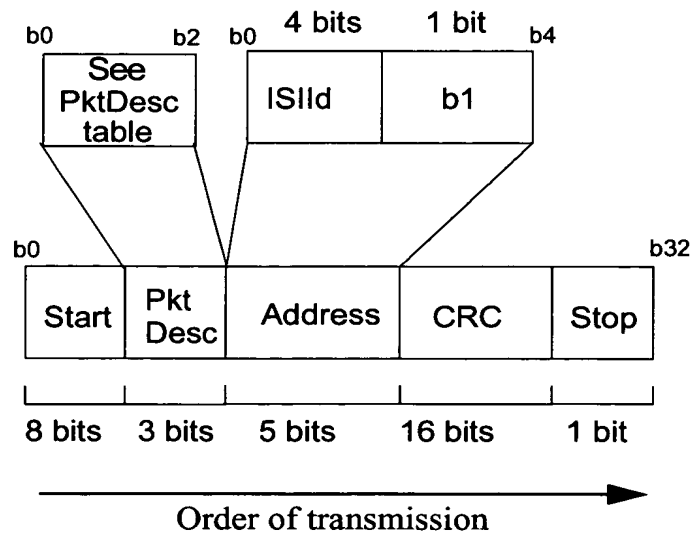 4 bits 1 bit
b0 b2 b0 b4
See
PktDesc
table
ISIId b1
b0 b32
Start Pkt
Desc Address CRC Stop
8 bits 3 bits 5 bits 16 bits 1 bit
Order of transmission